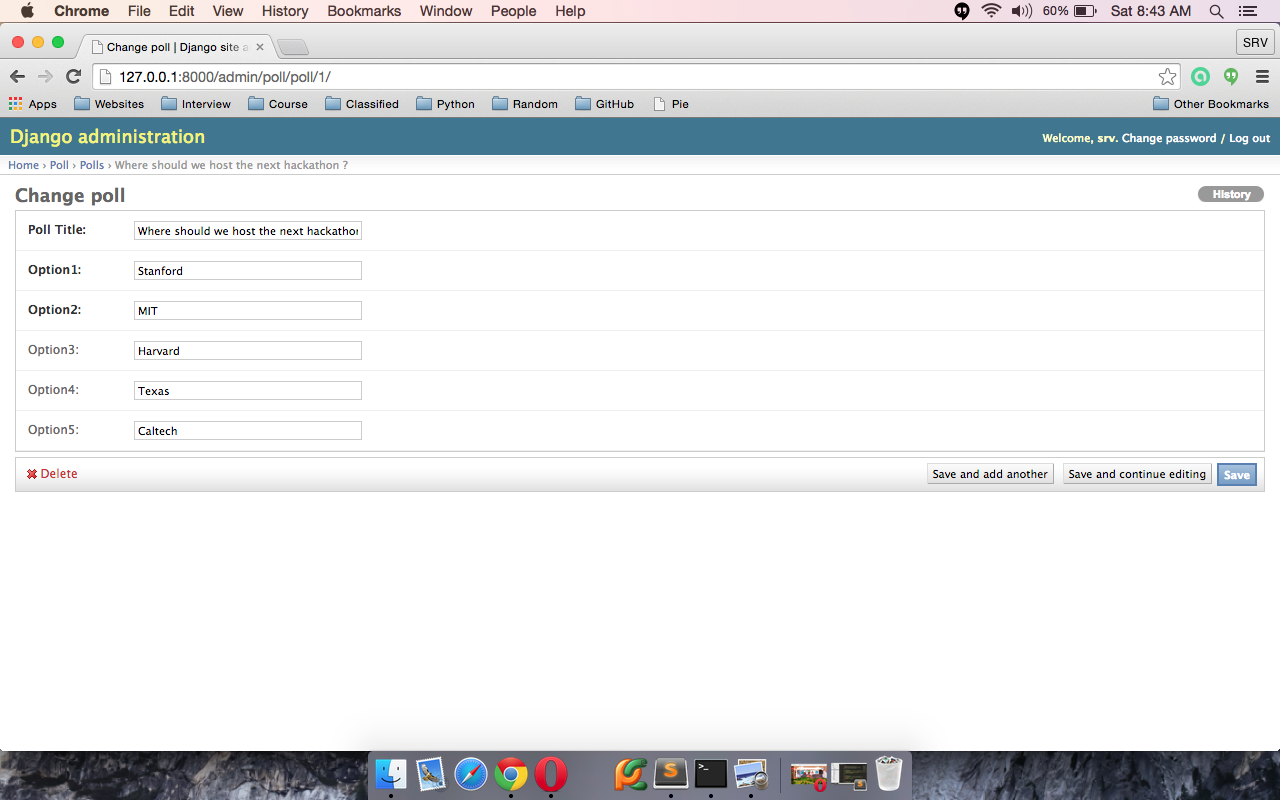 Chrome File Edit View History Bookmarks Window People Help 60% Sat 8:43 AM
Change poll | Django site a SRV
127.0.0.1:8000/admin/poll/poll/1/
Apps Websites Interview Course Classified Python Random GitHub Pie Other Bookmarks
Django administration Welcome, srv. Change password / Log out
Home › Poll › Polls › Where should we host the next hackathon ?
Change poll History
Poll Title: Where should we host the next hackathon
Option1: Stanford
Option2: MIT
Option3: Harvard
Option4: Texas
Option5: Caltech
Delete Save and add another Save and continue editing Save